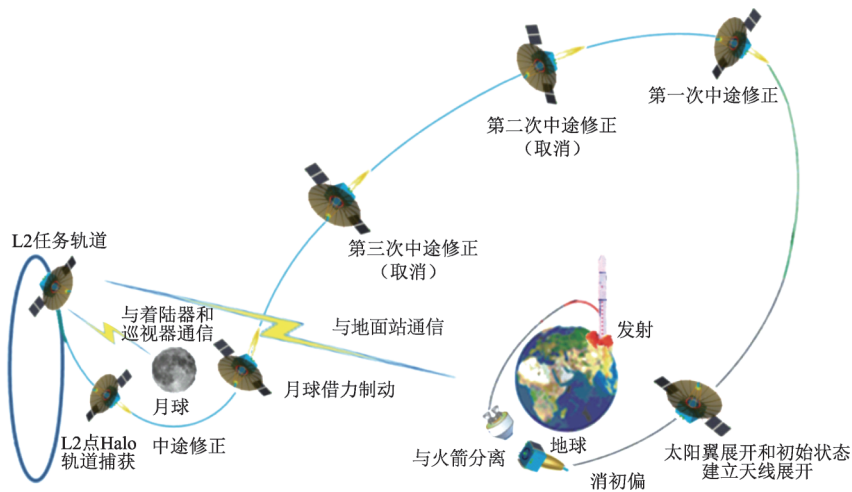 第一次中途修正
第二次中途修正
（取消）
第三次中途修正
（取消）
L2任务轨道
与着陆器和
巡视器通信
与地面站通信
发射
月球
月球借力制动
L2点Halo
轨道捕获
中途修正
与火箭分离
地球
消初偏
太阳翼展开和初始状态
建立天线展开